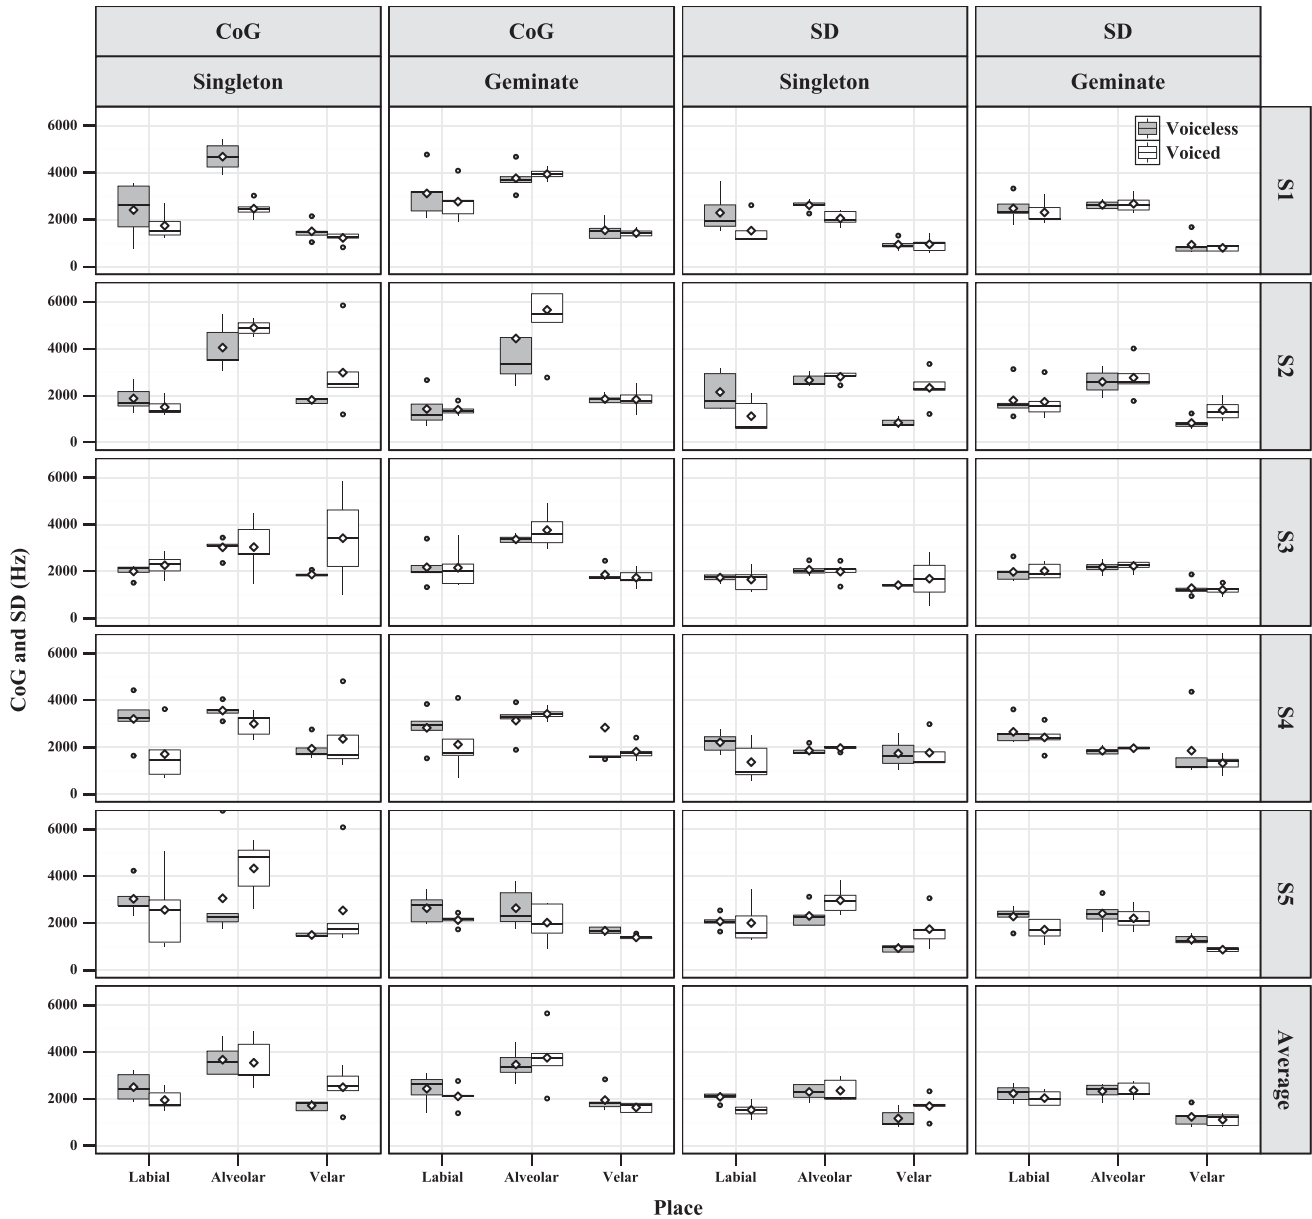 CoG CoG SD SD
Singleton Geminate Singleton Geminate
6000
4000
2000
0
Voiceless
Voiced
S1
6000
4000
2000
0
S2
6000
4000
2000
0
S3
6000
4000
2000
0
S4
6000
4000
2000
0
S5
6000
4000
2000
0
Average
CoG and SD (Hz)
Labial Alveolar Velar Labial Alveolar Velar Labial Alveolar Velar Labial Alveolar Velar
Place